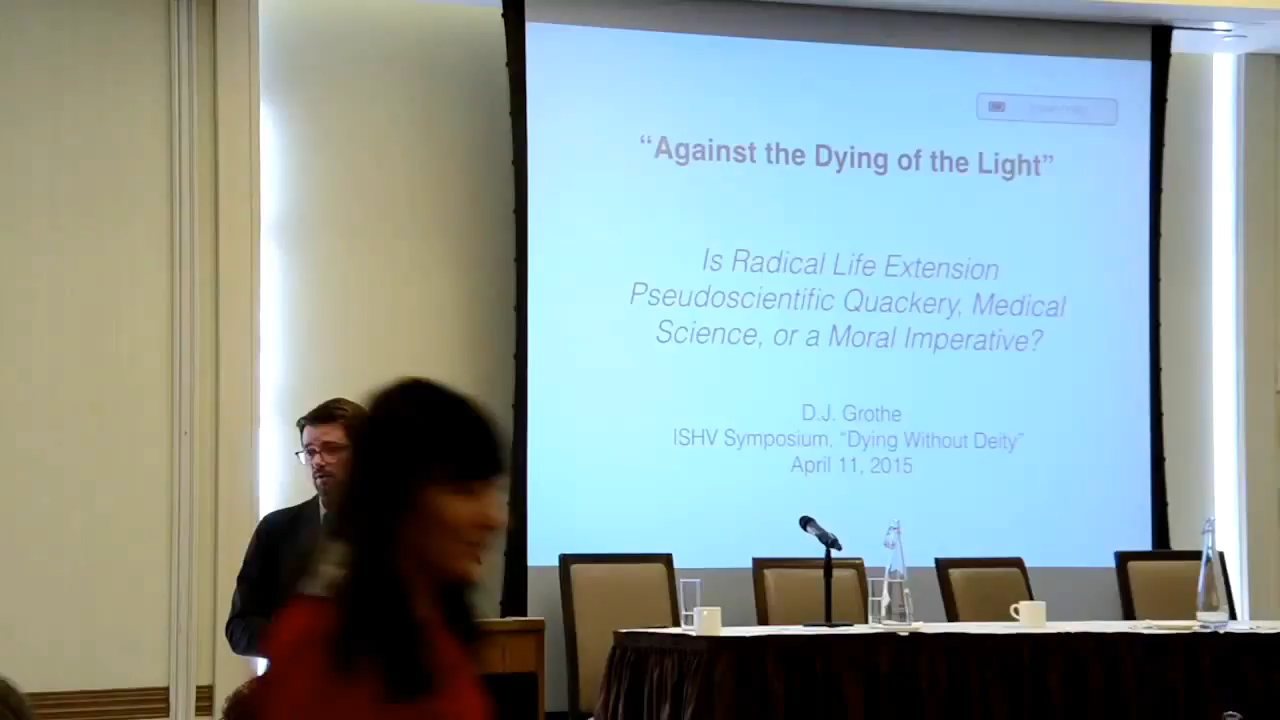 “Against the Dying of the Light”
Is Radical Life Extension
Pseudoscientific Quackery, Medical
Science, or a Moral Imperative?
D.J. Grothe
ISHV Symposium, “Dying Without Deity”
April 11, 2015